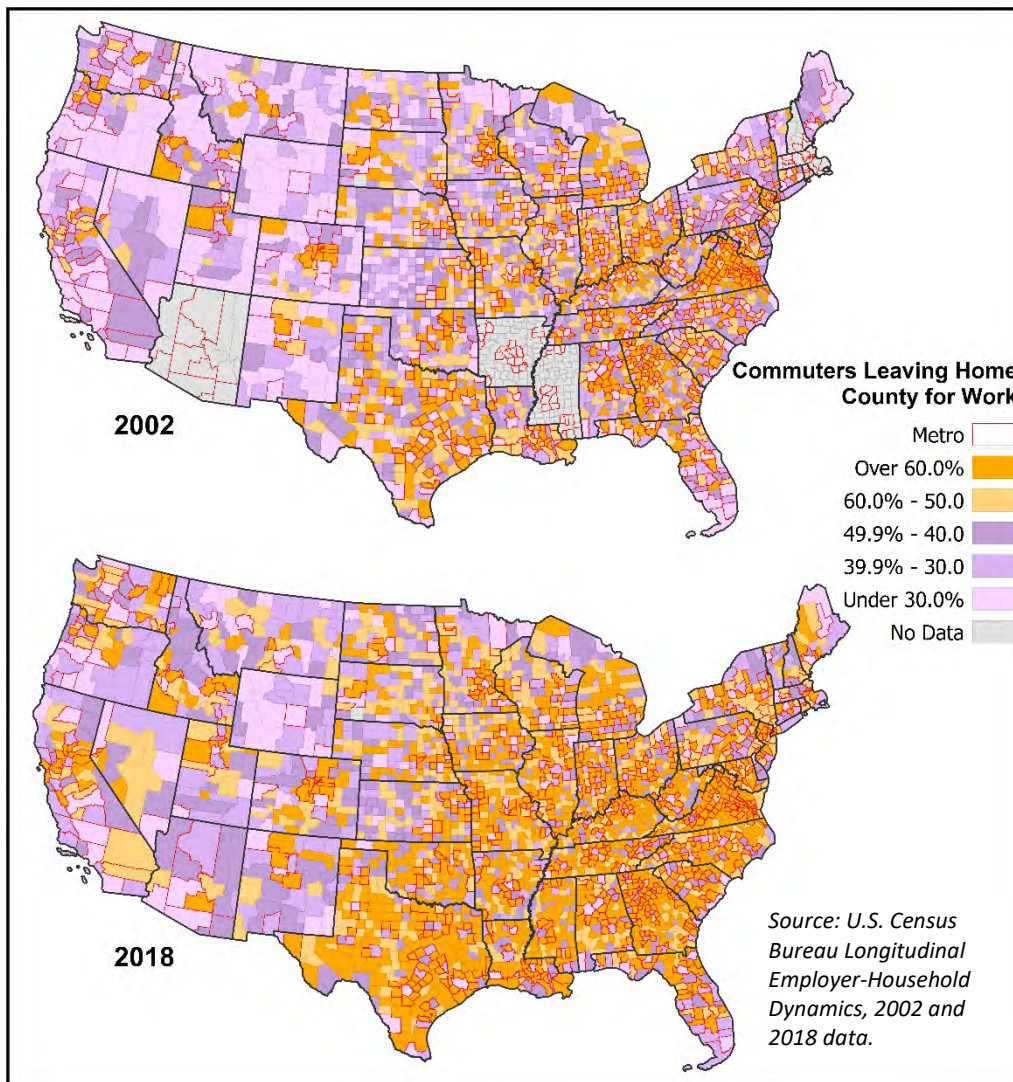 2002
Commuters Leaving Home
County for Work
Metro
Over 60.0%
60.0% - 50.0
49.9% - 40.0
39.9% - 30.0
Under 30.0%
No Data
2018
Source: U.S. Census
Bureau Longitudinal
Employer-Household
Dynamics, 2002 and
2018 data.